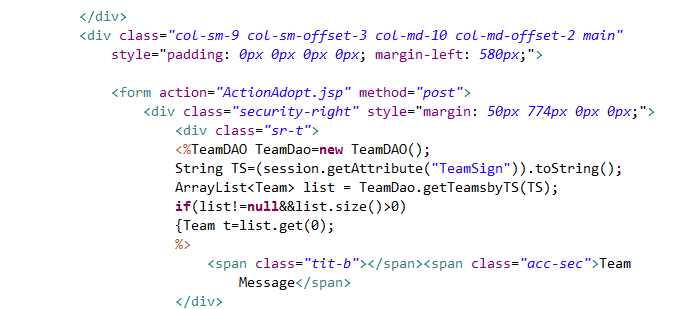 </div>
<div class="col-sm-9 col-sm-offset-3 col-md-10 col-md-offset-2 main"
style="padding: 0px 0px 0px 0px; margin-left: 580px;">
<form action="ActionAdopt.jsp" method="post">
<div class="security-right" style="margin: 50px 774px 0px 0px;">
<div class="sr-t">
<%TeamDAO TeamDao=new TeamDAO();
String TS=(session.getAttribute("TeamSign")).toString();
ArrayList<Team> list = TeamDao.getTeamsbyTS(TS);
if(list!=null&&list.size()>0)
{Team t=list.get(0);
%>
<span class="tit-b"></span><span class="acc-sec">Team
Message</span>
</div>